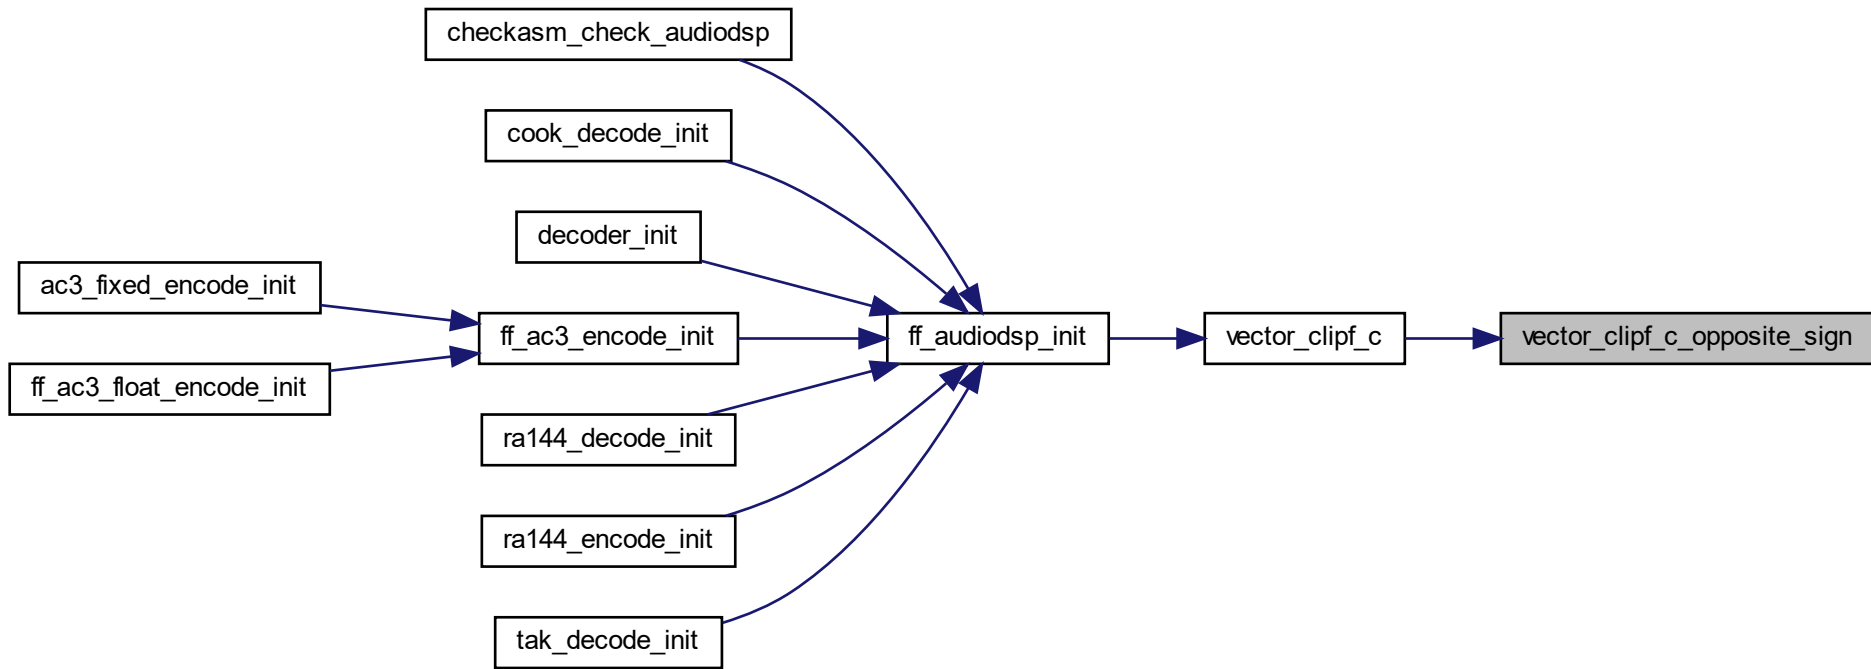 checkasm_check_audiodsp
cook_decode_init
decoder_init
ac3_fixed_encode_init
ff_ac3_encode_init
ff_audiodsp_init
vector_clipf_c
vector_clipf_c_opposite_sign
ff_ac3_float_encode_init
ra144_decode_init
ra144_encode_init
tak_decode_init